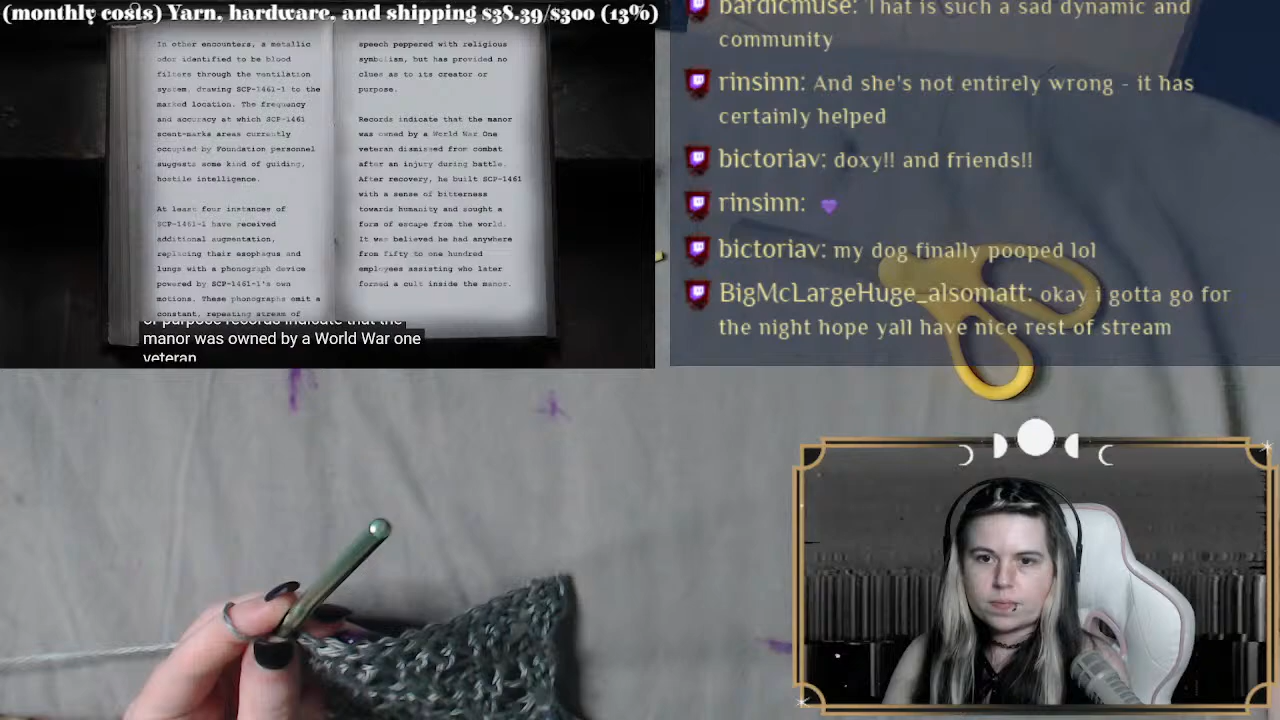 (monthly costs) Yarn, hardware, and shipping $38.39/$300 (13%)
In other encounters, a metallic
odor identified to be blood
filters through the ventilation
system, drawing SCP-1461-1 to the
marked location. The frequency
and accuracy at which SCP-1461
scent-marks areas currently
occupied by Foundation personnel
suggests some kind of guiding,
hostile intelligence.
At least four instances of
SCP-1461-1 have received
additional augmentation,
replacing their esophagus and
lungs with a phonograph device
powered by SCP-1461-1's own
motions. These phonographs emit a
constant, repeating stream of
speech peppered with religious
symbolism, but has provided no
clues as to its creator or
purpose.
Records indicate that the manor
was owned by a World War One
veteran dismissed from combat
after an injury during battle.
After recovery, he built SCP-1461
with a sense of bitterness
towards humanity and sought a
form of escape from the world.
It was believed he had anywhere
from fifty to one hundred
employees assisting who later
formed a cult inside the manor.
of purpose records indicate that the
manor was owned by a World War one
veteran
bardicmuse: That is such a sad dynamic and
community
rinsinn: And she's not entirely wrong - it has
certainly helped
bictoriav: doxy!! and friends!!
rinsinn: 💜
bictoriav: my dog finally pooped lol
BigMcLargeHuge_alsomatt: okay i gotta go for
the night hope yall have nice rest of stream